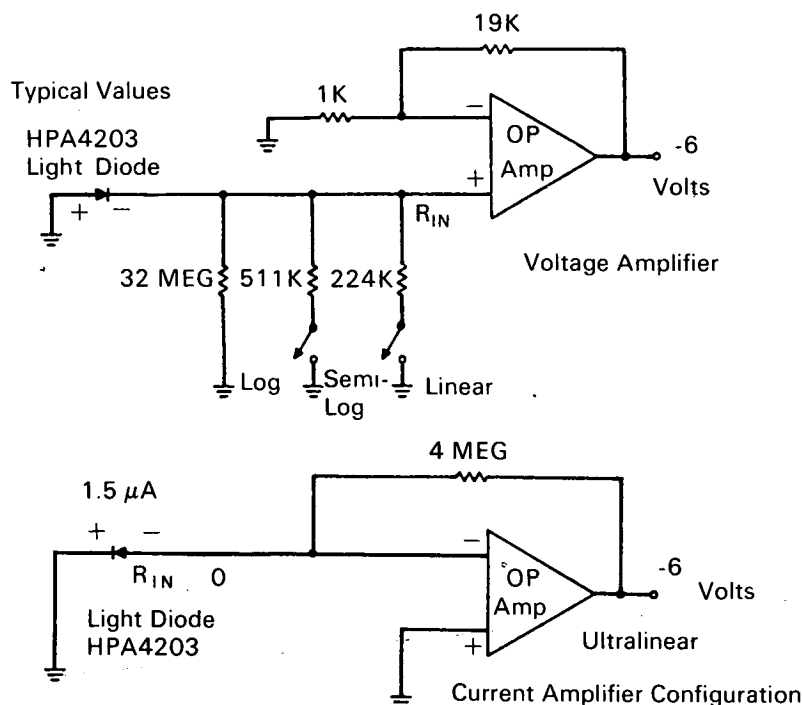 19K
Typical Values
1K
−
OP
Amp
-6
Volts
HPA4203
Light Diode
+ −
+
R_IN
Voltage Amplifier
32 MEG 511K 224K
Log
Semi-
Log
Linear
4 MEG
1.5 μA
+ −
R_IN 0
−
OP
Amp
-6
Volts
Light Diode
HPA4203
+
Ultralinear
Current Amplifier Configuration